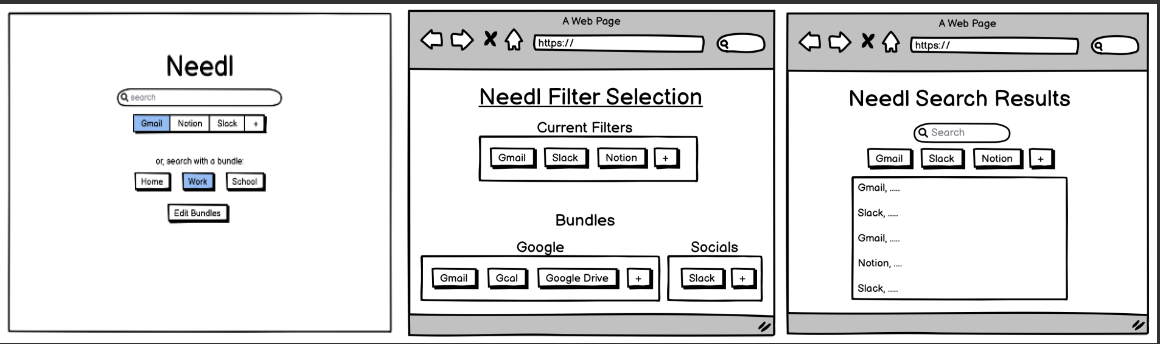 Needl
search
Gmail Notion Slack +
or, search with a bundle:
Home Work School
Edit Bundles
A Web Page
https://
Needl Filter Selection
Current Filters
Gmail Slack Notion +
Bundles
Google Socials
Gmail Gcal Google Drive + Slack +
A Web Page
https://
Needl Search Results
Search
Gmail Slack Notion +
Gmail, .....
Slack, .....
Gmail, .....
Notion, ....
Slack, .....